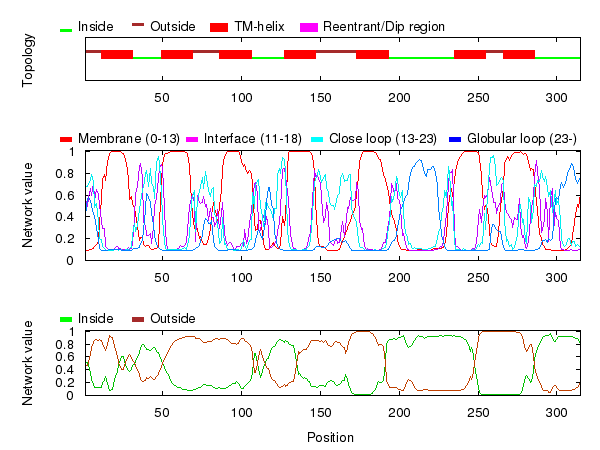 Inside Outside TM-helix Reentrant/Dip region
Topology
50 100 150 200 250 300
Membrane (0-13) Interface (11-18) Close loop (13-23) Globular loop (23-)
Network value
1
0.8
0.6
0.4
0.2
0
50 100 150 200 250 300
Inside Outside
Network value
1
0.8
0.6
0.4
0.2
0
50 100 150 200 250 300
Position